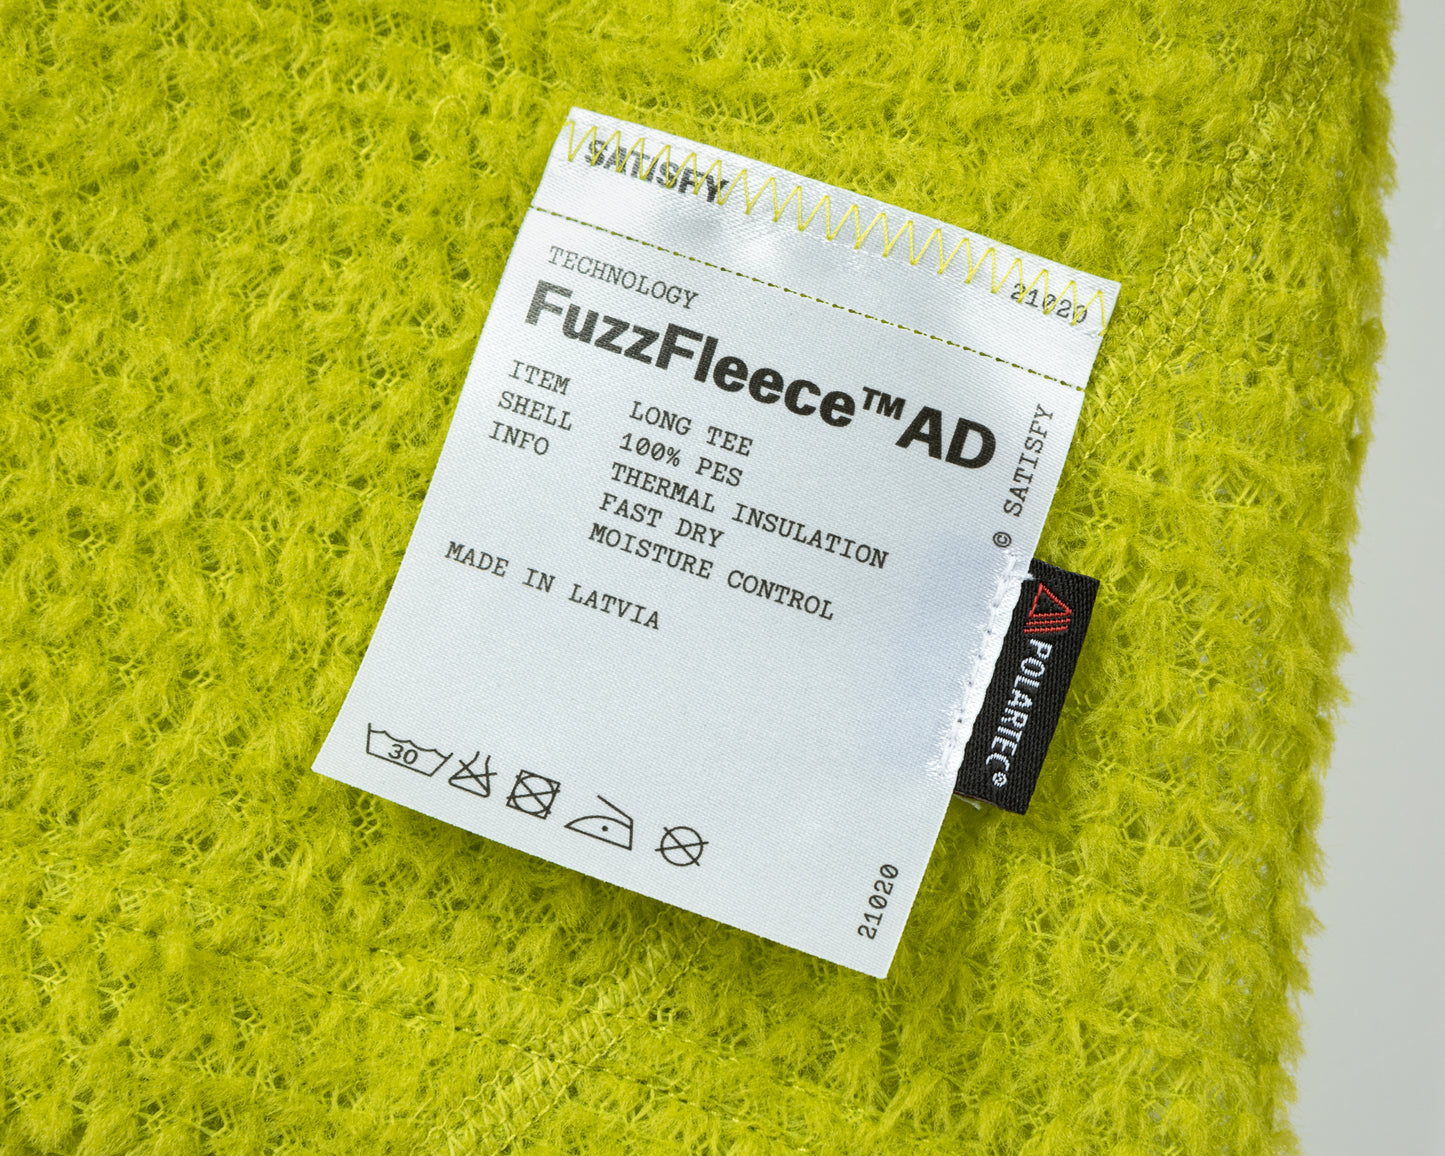 SATISFY
21020
TECHNOLOGY
FuzzFleece™AD
ITEM LONG TEE
SHELL 100% PES
INFO THERMAL INSULATION
FAST DRY
MOISTURE CONTROL
MADE IN LATVIA
© SATISFY
POLARTEC®
30
21020